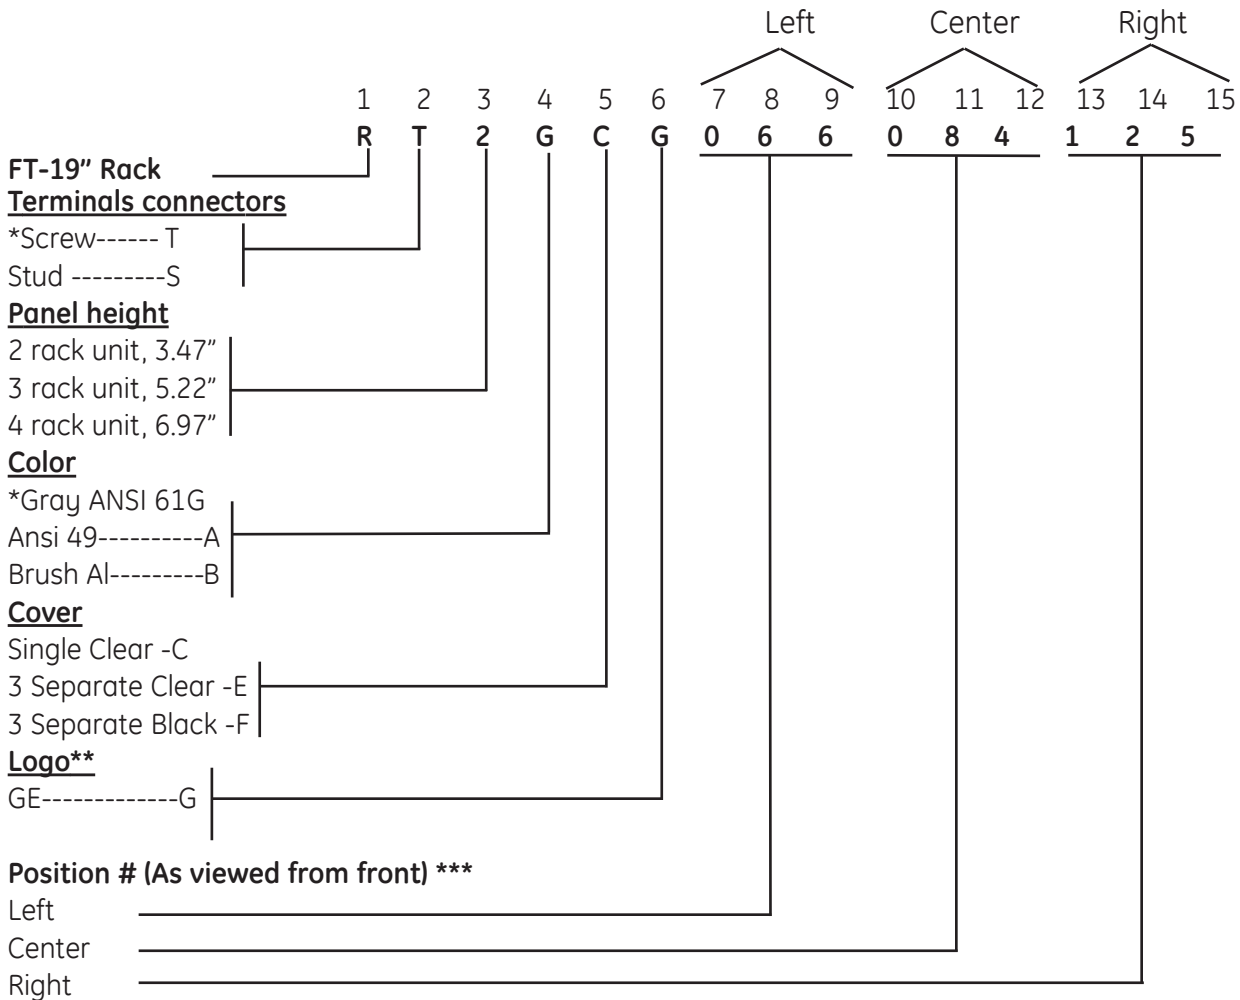 Left Center Right
1 2 3 4 5 6 7 8 9 10 11 12 13 14 15
R T 2 G C G 0 6 6 0 8 4 1 2 5
FT-19" Rack
Terminals connectors
*Screw------ T
Stud ---------S
Panel height
2 rack unit, 3.47"
3 rack unit, 5.22"
4 rack unit, 6.97"
Color
*Gray ANSI 61G
Ansi 49----------A
Brush Al---------B
Cover
Single Clear -C
3 Separate Clear -E
3 Separate Black -F
Logo**
GE-------------G
Position # (As viewed from front) ***
Left
Center
Right